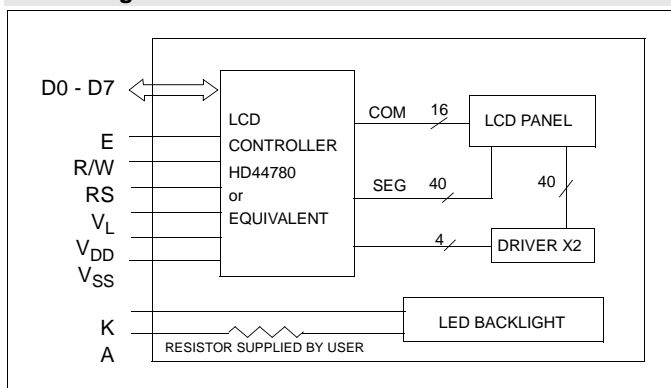 D0 - D7
E
R/W
RS
VL
VDD
VSS
K
A
LCD
CONTROLLER
HD44780
or
EQUIVALENT
COM 16
SEG 40
4
LCD PANEL
40
DRIVER X2
LED BACKLIGHT
RESISTOR SUPPLIED BY USER